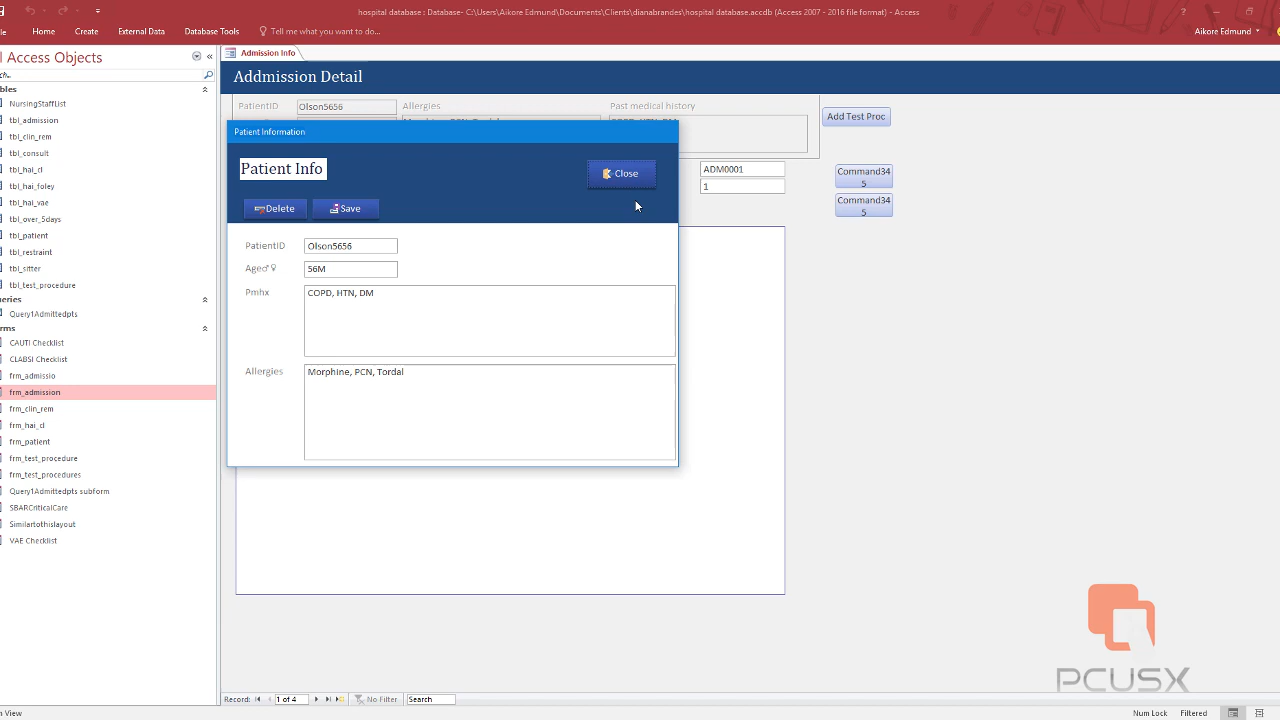 hospital database : Database- C:\Users\Aikore Edmund\Documents\Clients\dianabrandes\hospital database.accdb (Access 2007 - 2016 file format) - Access
Home Create External Data Database Tools Tell me what you want to do... Aikore Edmund
Access Objects
Admission Info
Addmission Detail
NursingStaffList
tbl_admission
tbl_clin_rem
tbl_consult
tbl_hai_cl
tbl_hai_foley
tbl_hai_vae
tbl_over_5days
tbl_patient
tbl_restraint
tbl_sitter
tbl_test_procedure
Query1Admittedpts
CAUTI Checklist
CLABSI Checklist
frm_admissio
frm_admission
frm_clin_rem
frm_hai_cl
frm_patient
frm_test_procedure
frm_test_procedures
Query1Admittedpts subform
SBARCriticalCare
Similartothislayout
VAE Checklist
PatientID Olson5656 Allergies Past medical history
Add Test Proc
ADM0001
1
Command34
5
Command34
5
Patient Information
Patient Info
Close
Delete Save
PatientID Olson5656
Age♂♀ 56M
Pmhx COPD, HTN, DM
Allergies Morphine, PCN, Tordal
PCUSX
Record: 1 of 4 No Filter Search
Num Lock Filtered